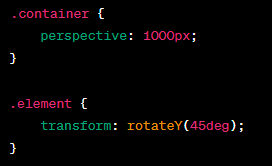 .container {
    perspective: 1000px;
}

.element {
    transform: rotateY(45deg);
}